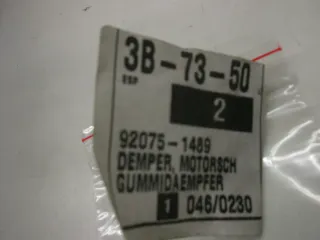 3B-73-50
ESP
2
92075-1489
DEMPER, MOTORSCH
GUMMIDAEMPFER
1 046/0230